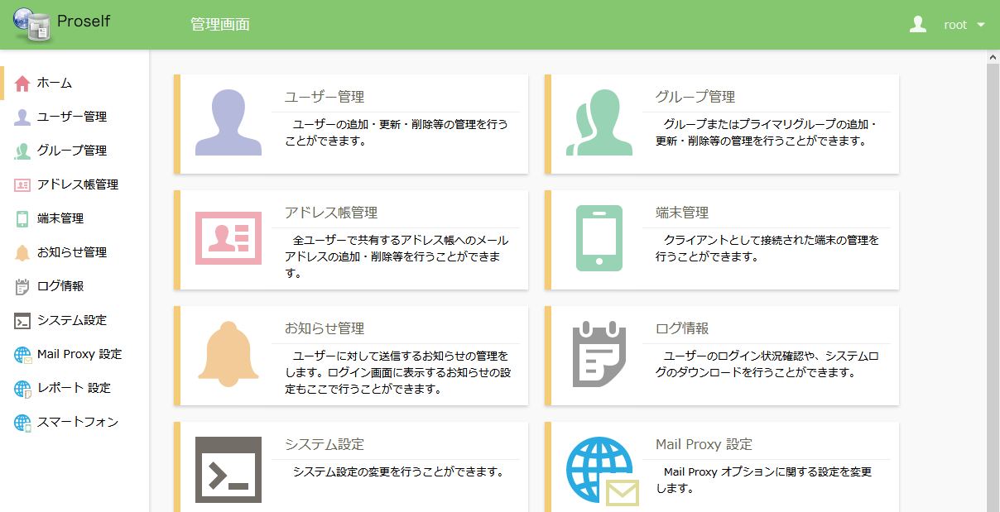 Proself
管理画面
root
ホーム
ユーザー管理
グループ管理
アドレス帳管理
端末管理
お知らせ管理
ログ情報
システム設定
Mail Proxy 設定
レポート 設定
スマートフォン
ユーザー管理
ユーザーの追加・更新・削除等の管理を行う
ことができます。
グループ管理
グループまたはプライマリグループの追加・
更新・削除等の管理を行うことができます。
アドレス帳管理
全ユーザーで共有するアドレス帳へのメール
アドレスの追加・削除等を行うことができま
す。
端末管理
クライアントとして接続された端末の管理を
行うことができます。
お知らせ管理
ユーザーに対して送信するお知らせの管理を
します。ログイン画面に表示するお知らせの設
定もここで行うことができます。
ログ情報
ユーザーのログイン状況確認や、システムロ
グのダウンロードを行うことができます。
システム設定
システム設定の変更を行うことができます。
Mail Proxy 設定
Mail Proxy オプションに関する設定を変更
します。